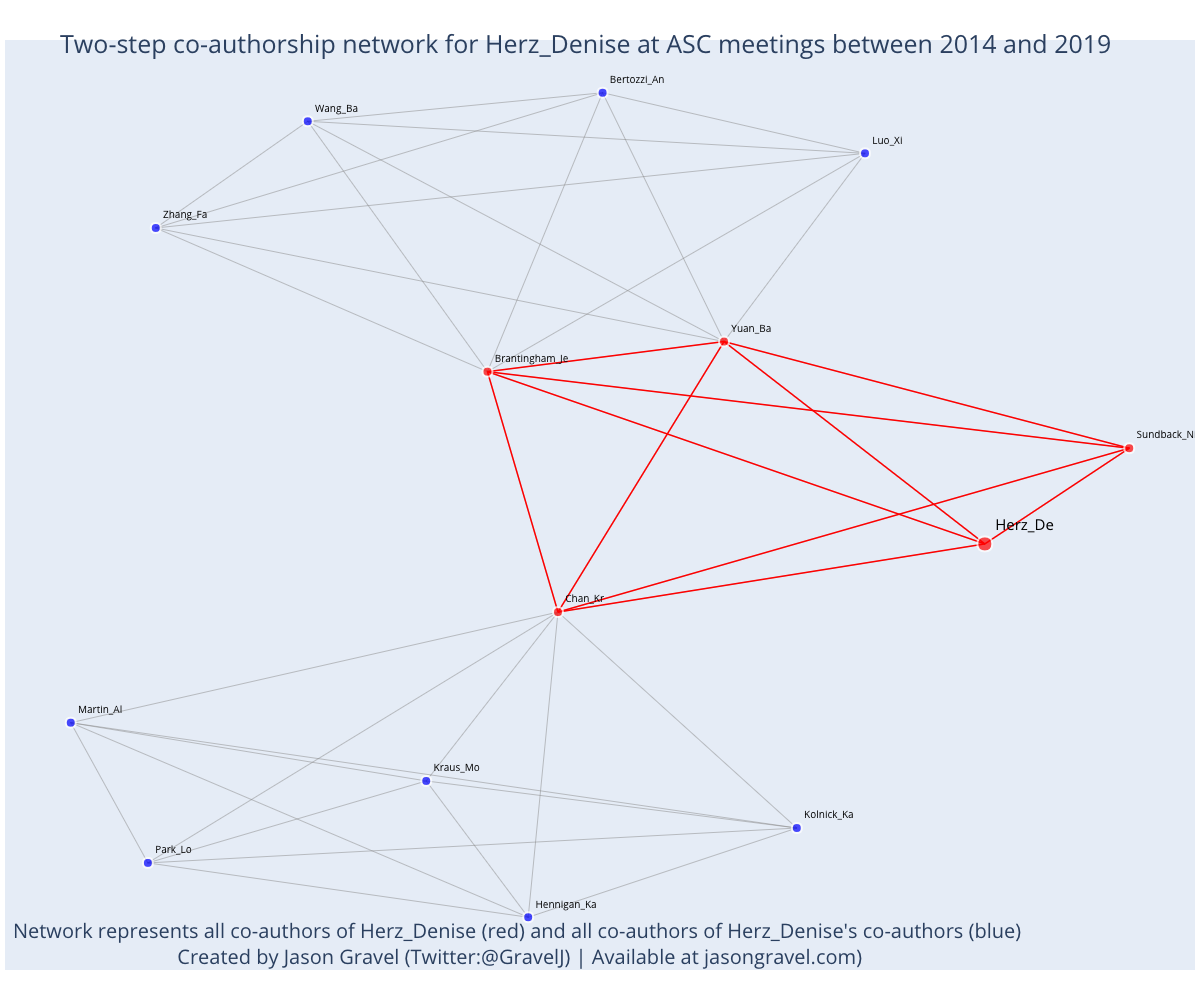 Two-step co-authorship network for Herz_Denise at ASC meetings between 2014 and 2019
Bertozzi_An
Wang_Ba
Luo_Xi
Zhang_Fa
Yuan_Ba
Brantingham_Je
Sundback_Ni
Herz_De
Chan_Kr
Martin_Al
Kraus_Mo
Kolnick_Ka
Park_Lo
Hennigan_Ka
Network represents all co-authors of Herz_Denise (red) and all co-authors of Herz_Denise's co-authors (blue)
Created by Jason Gravel (Twitter:@GravelJ) | Available at jasongravel.com)